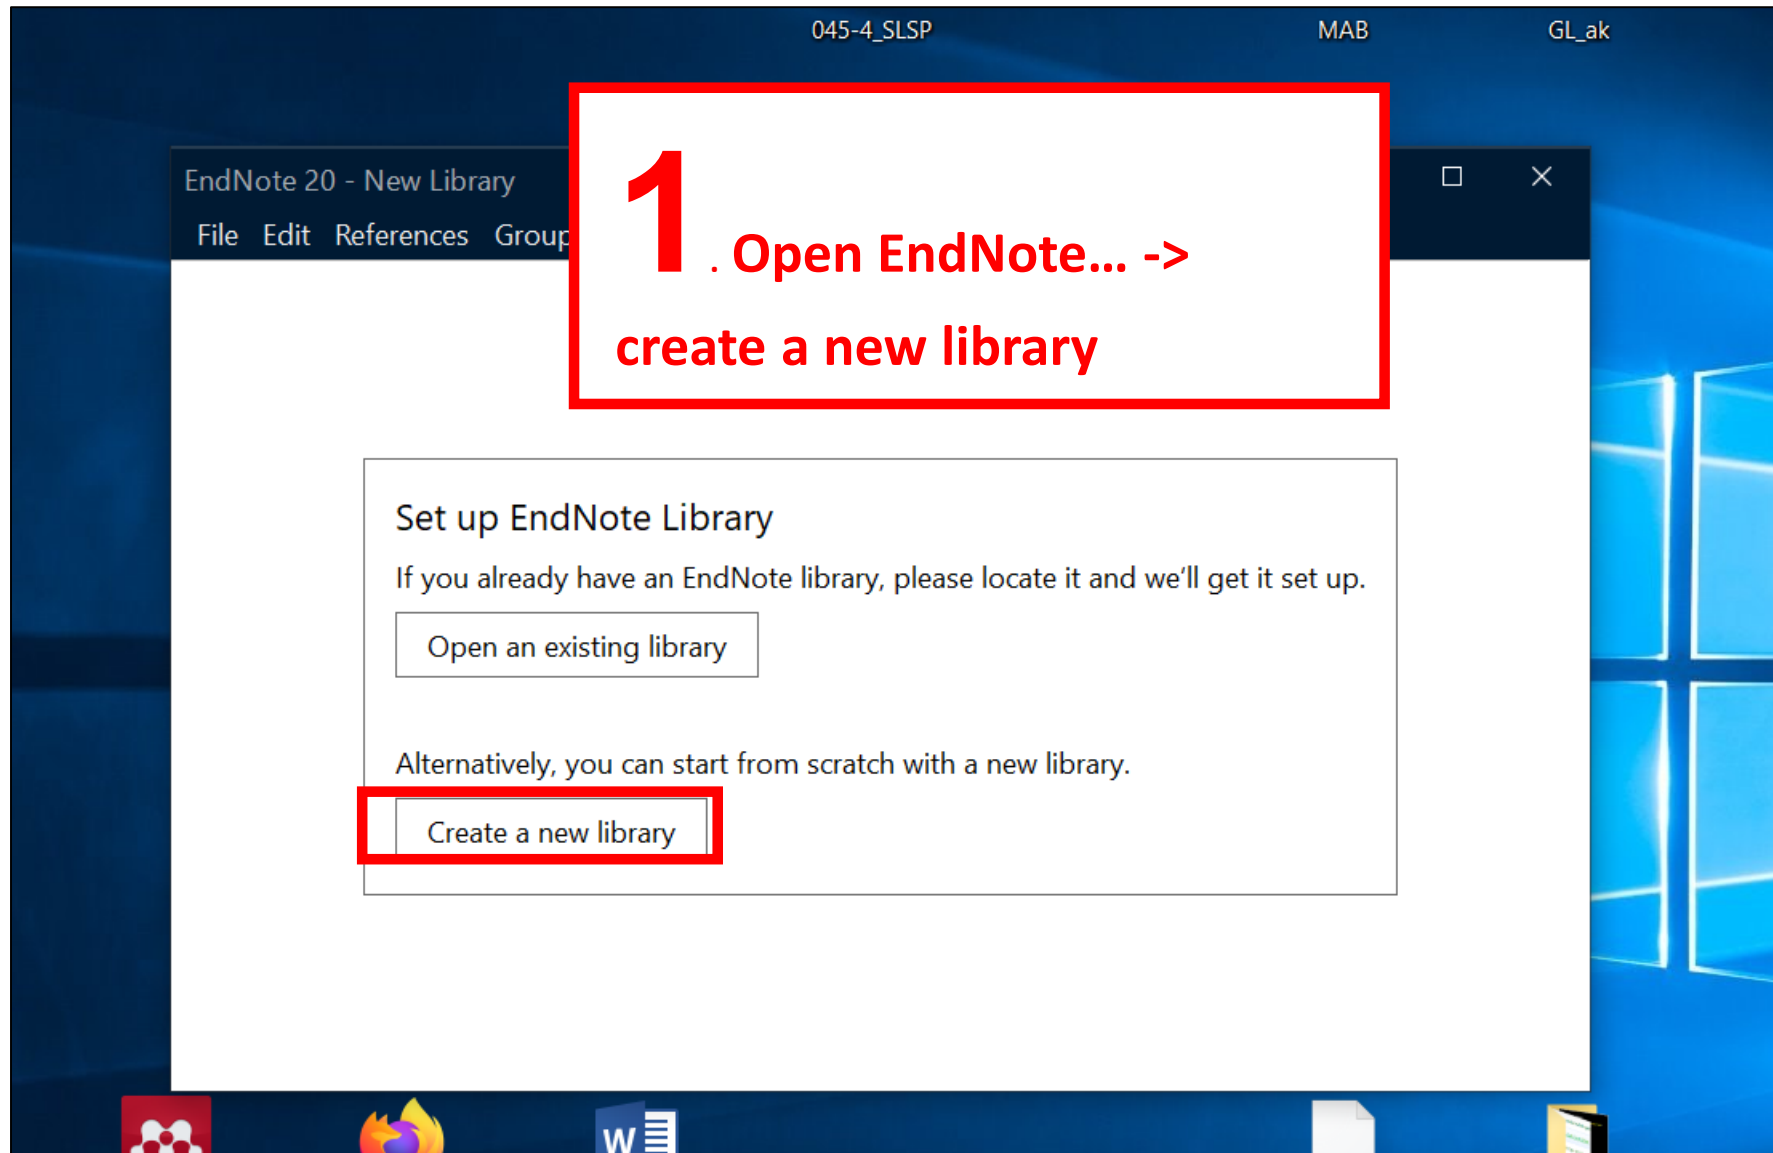 045-4_SLSP MAB GL_ak
EndNote 20 - New Library
File Edit References Group
1. Open EndNote... ->
create a new library
Set up EndNote Library
If you already have an EndNote library, please locate it and we'll get it set up.
Open an existing library
Alternatively, you can start from scratch with a new library.
Create a new library
W